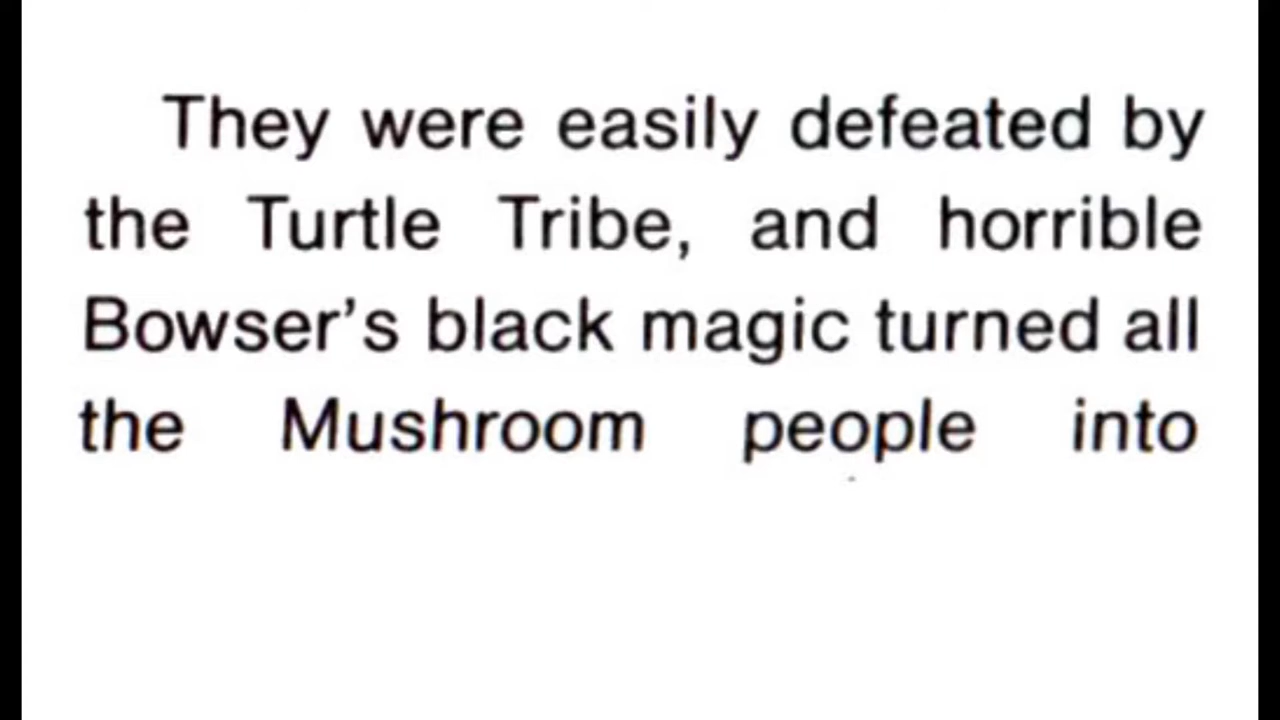 They were easily defeated by
the Turtle Tribe, and horrible
Bowser’s black magic turned all
the Mushroom people into